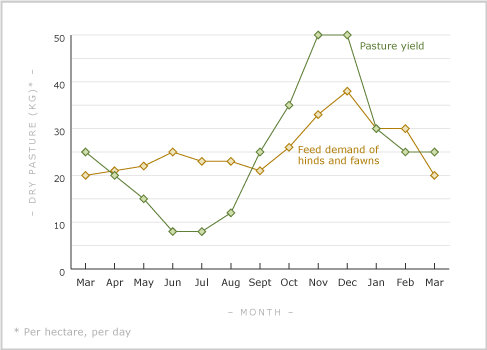 50
40
30
20
10
0
– DRY PASTURE (KG)* –
Pasture yield
Feed demand of
hinds and fawns
Mar Apr May Jun Jul Aug Sept Oct Nov Dec Jan Feb Mar
– MONTH –
* Per hectare, per day